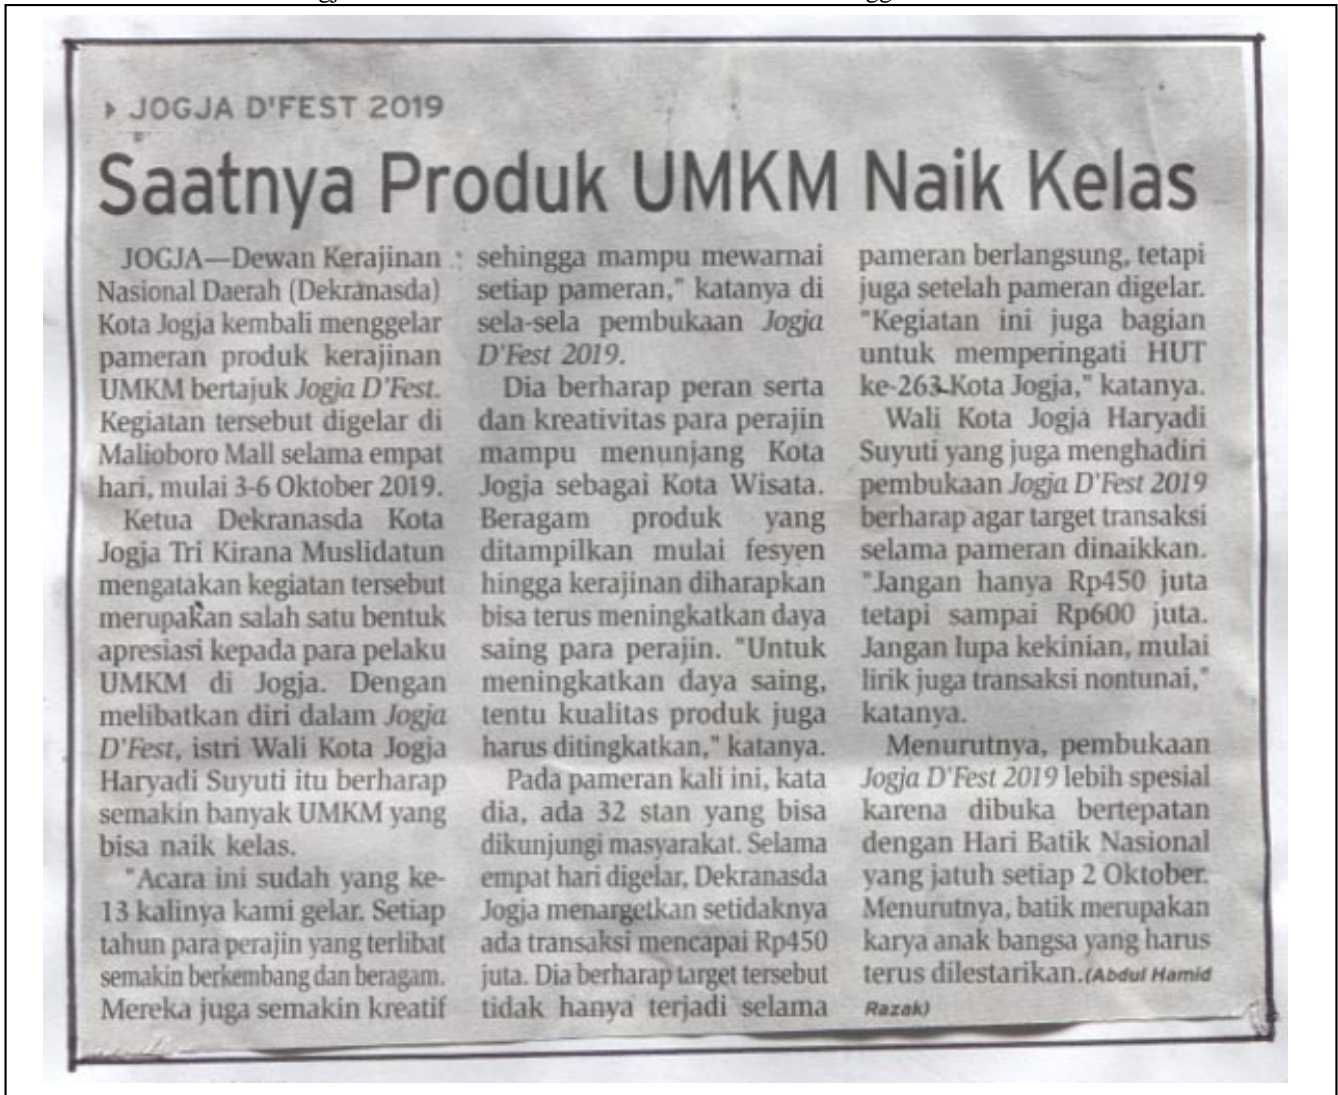 JOGJA D'FEST 2019
Saatnya Produk UMKM Naik Kelas
JOGJA—Dewan Kerajinan
Nasional Daerah (Dekranasda)
Kota Jogja kembali menggelar
pameran produk kerajinan
UMKM bertajuk Jogja D'Fest.
Kegiatan tersebut digelar di
Malioboro Mall selama empat
hari, mulai 3-6 Oktober 2019.
Ketua Dekranasda Kota
Jogja Tri Kirana Muslidatun
mengatakan kegiatan tersebut
merupakan salah satu bentuk
apresiasi kepada para pelaku
UMKM di Jogja. Dengan
melibatkan diri dalam Jogja
D'Fest, istri Wali Kota Jogja
Haryadi Suyuti itu berharap
semakin banyak UMKM yang
bisa naik kelas.
"Acara ini sudah yang ke-
13 kalinya kami gelar. Setiap
tahun para perajin yang terlibat
semakin berkembang dan beragam.
Mereka juga semakin kreatif
sehingga mampu mewarnai
setiap pameran," katanya di
sela-sela pembukaan Jogja
D'Fest 2019.
Dia berharap peran serta
dan kreativitas para perajin
mampu menunjang Kota
Jogja sebagai Kota Wisata.
Beragam produk yang
ditampilkan mulai fesyen
hingga kerajinan diharapkan
bisa terus meningkatkan daya
saing para perajin. "Untuk
meningkatkan daya saing,
tentu kualitas produk juga
harus ditingkatkan," katanya.
Pada pameran kali ini, kata
dia, ada 32 stan yang bisa
dikunjungi masyarakat. Selama
empat hari digelar, Dekranasda
Jogja menargetkan setidaknya
ada transaksi mencapai Rp450
juta. Dia berharap target tersebut
tidak hanya terjadi selama
pameran berlangsung, tetapi
juga setelah pameran digelar.
"Kegiatan ini juga bagian
untuk memperingati HUT
ke-263 Kota Jogja," katanya.
Wali Kota Jogja Haryadi
Suyuti yang juga menghadiri
pembukaan Jogja D'Fest 2019
berharap agar target transaksi
selama pameran dinaikkan.
"Jangan hanya Rp450 juta
tetapi sampai Rp600 juta.
Jangan lupa kekinian, mulai
lirik juga transaksi nontunai,"
katanya.
Menurutnya, pembukaan
Jogja D'Fest 2019 lebih spesial
karena dibuka bertepatan
dengan Hari Batik Nasional
yang jatuh setiap 2 Oktober.
Menurutnya, batik merupakan
karya anak bangsa yang harus
terus dilestarikan.(Abdul Hamid
Razak)